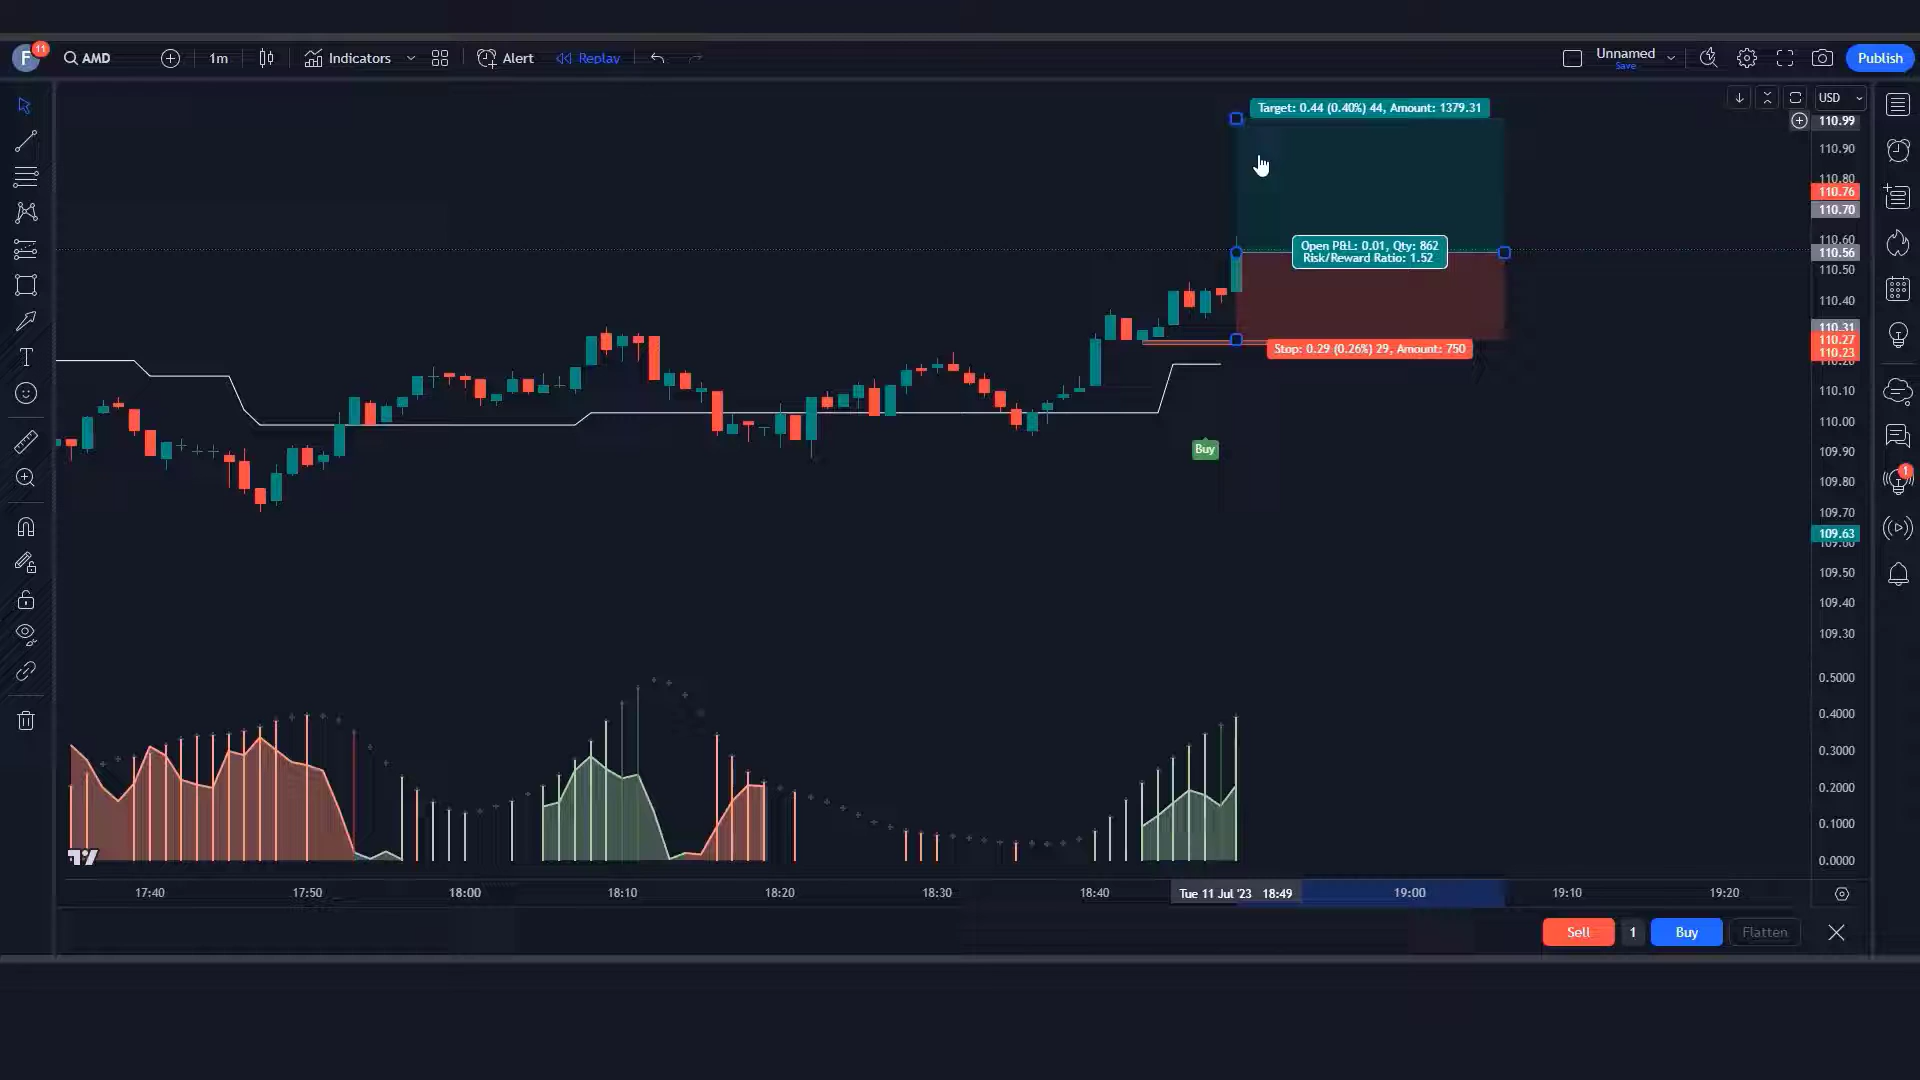 F
11
AMD
1m
Indicators
Alert
Replay
Unnamed
Save
Publish
USD
Target: 0.44 (0.40%) 44, Amount: 1379.31
Open P&L: 0.01, Qty: 862
Risk/Reward Ratio: 1.52
Stop: 0.29 (0.26%) 29, Amount: 750
Buy
110.99
110.90
110.80
110.76
110.70
110.60
110.56
110.50
110.40
110.31
110.27
110.23
110.10
110.00
109.90
109.80
109.70
109.63
109.60
109.50
109.40
109.30
0.5000
0.4000
0.3000
0.2000
0.1000
0.0000
1
17:40
17:50
18:00
18:10
18:20
18:30
18:40
Tue 11 Jul '23 18:49
19:00
19:10
19:20
Sell
1
Buy
Flatten